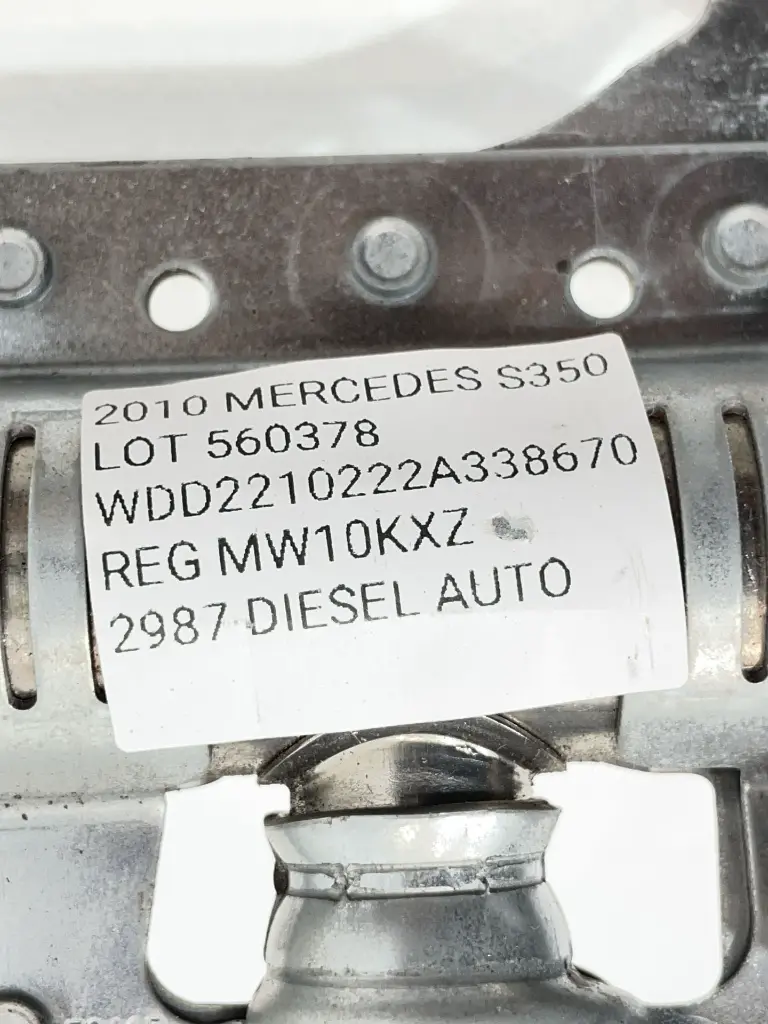 2010 MERCEDES S350
LOT 560378
WDD2210222A338670
REG MW10KXZ
2987 DIESEL AUTO